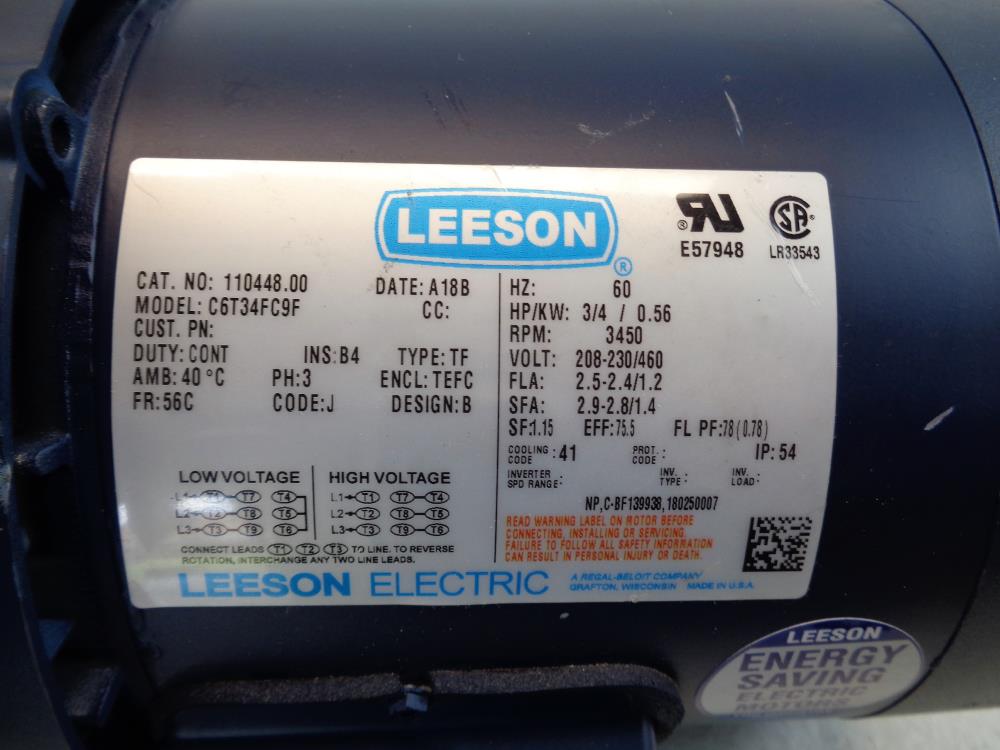 LEESON
®
E57948
LR33543
CAT. NO: 110448.00 DATE: A18B
MODEL: C6T34FC9F CC:
CUST. PN:
DUTY: CONT INS: B4 TYPE: TF
AMB: 40 °C PH: 3 ENCL: TEFC
FR: 56C CODE: J DESIGN: B
HZ: 60
HP/KW: 3/4 / 0.56
RPM: 3450
VOLT: 208-230/460
FLA: 2.5-2.4/1.2
SFA: 2.9-2.8/1.4
SF: 1.15 EFF: 75.5 FL PF: 78 (0.78)
COOLING CODE : 41 PROT. CODE : IP: 54
INVERTER SPD RANGE : INV. TYPE : INV. LOAD :
NP,C-BF139938,180250007
LOW VOLTAGE
L1 T1 T7 T4
L2 T2 T8 T5
L3 T3 T9 T6
HIGH VOLTAGE
L1 T1 T7 T4
L2 T2 T8 T5
L3 T3 T9 T6
CONNECT LEADS T1 T2 T3 TO LINE. TO REVERSE
ROTATION, INTERCHANGE ANY TWO LINE LEADS.
READ WARNING LABEL ON MOTOR BEFORE
CONNECTING, INSTALLING OR SERVICING.
FAILURE TO FOLLOW ALL SAFETY INFORMATION
CAN RESULT IN PERSONAL INJURY OR DEATH.
LEESON ELECTRIC
A REGAL-BELOIT COMPANY
GRAFTON, WISCONSIN MADE IN U.S.A.
LEESON
ENERGY
SAVING
ELECTRIC
MOTORS